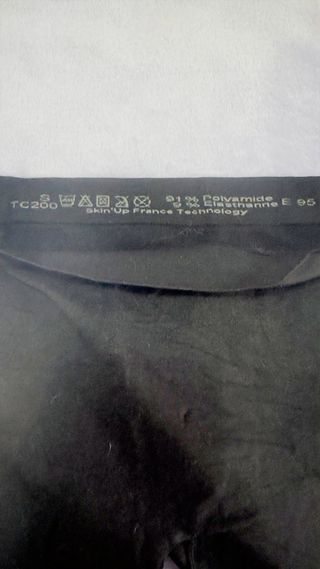 S
TC200
91% Polyamide
9% Elasthanne E 95
Skin'Up France Technology